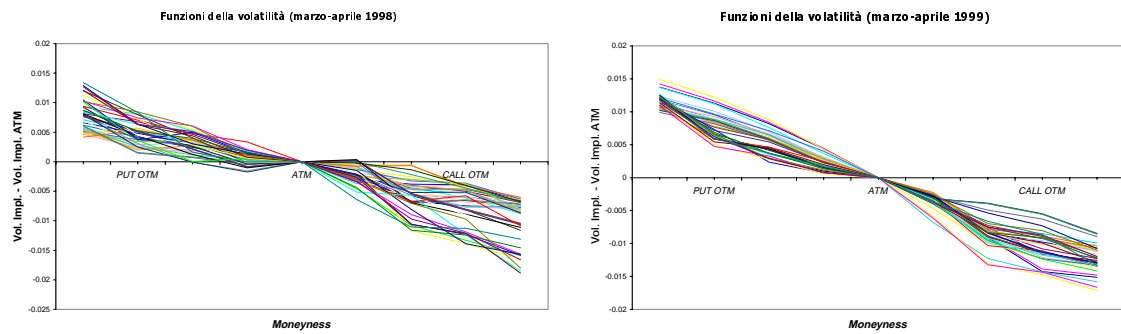 Funzioni della volatilità (marzo-aprile 1998)
Vol. Impl. - Vol. Impl. ATM
0.02
0.015
0.01
0.005
0
-0.005
-0.01
-0.015
-0.02
-0.025
PUT OTM
ATM
CALL OTM
Moneyness
Funzioni della volatilità (marzo-aprile 1999)
Vol. Impl. - Vol. Impl. ATM
0.02
0.015
0.01
0.005
0
-0.005
-0.01
-0.015
-0.02
PUT OTM
ATM
CALL OTM
Moneyness